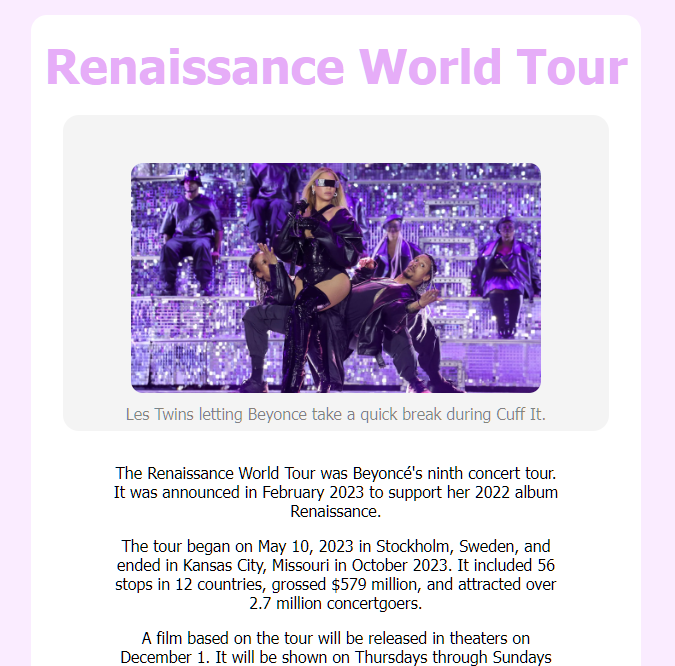 Renaissance World Tour
Les Twins letting Beyonce take a quick break during Cuff It.
The Renaissance World Tour was Beyoncé's ninth concert tour.
It was announced in February 2023 to support her 2022 album
Renaissance.
The tour began on May 10, 2023 in Stockholm, Sweden, and
ended in Kansas City, Missouri in October 2023. It included 56
stops in 12 countries, grossed $579 million, and attracted over
2.7 million concertgoers.
A film based on the tour will be released in theaters on
December 1. It will be shown on Thursdays through Sundays